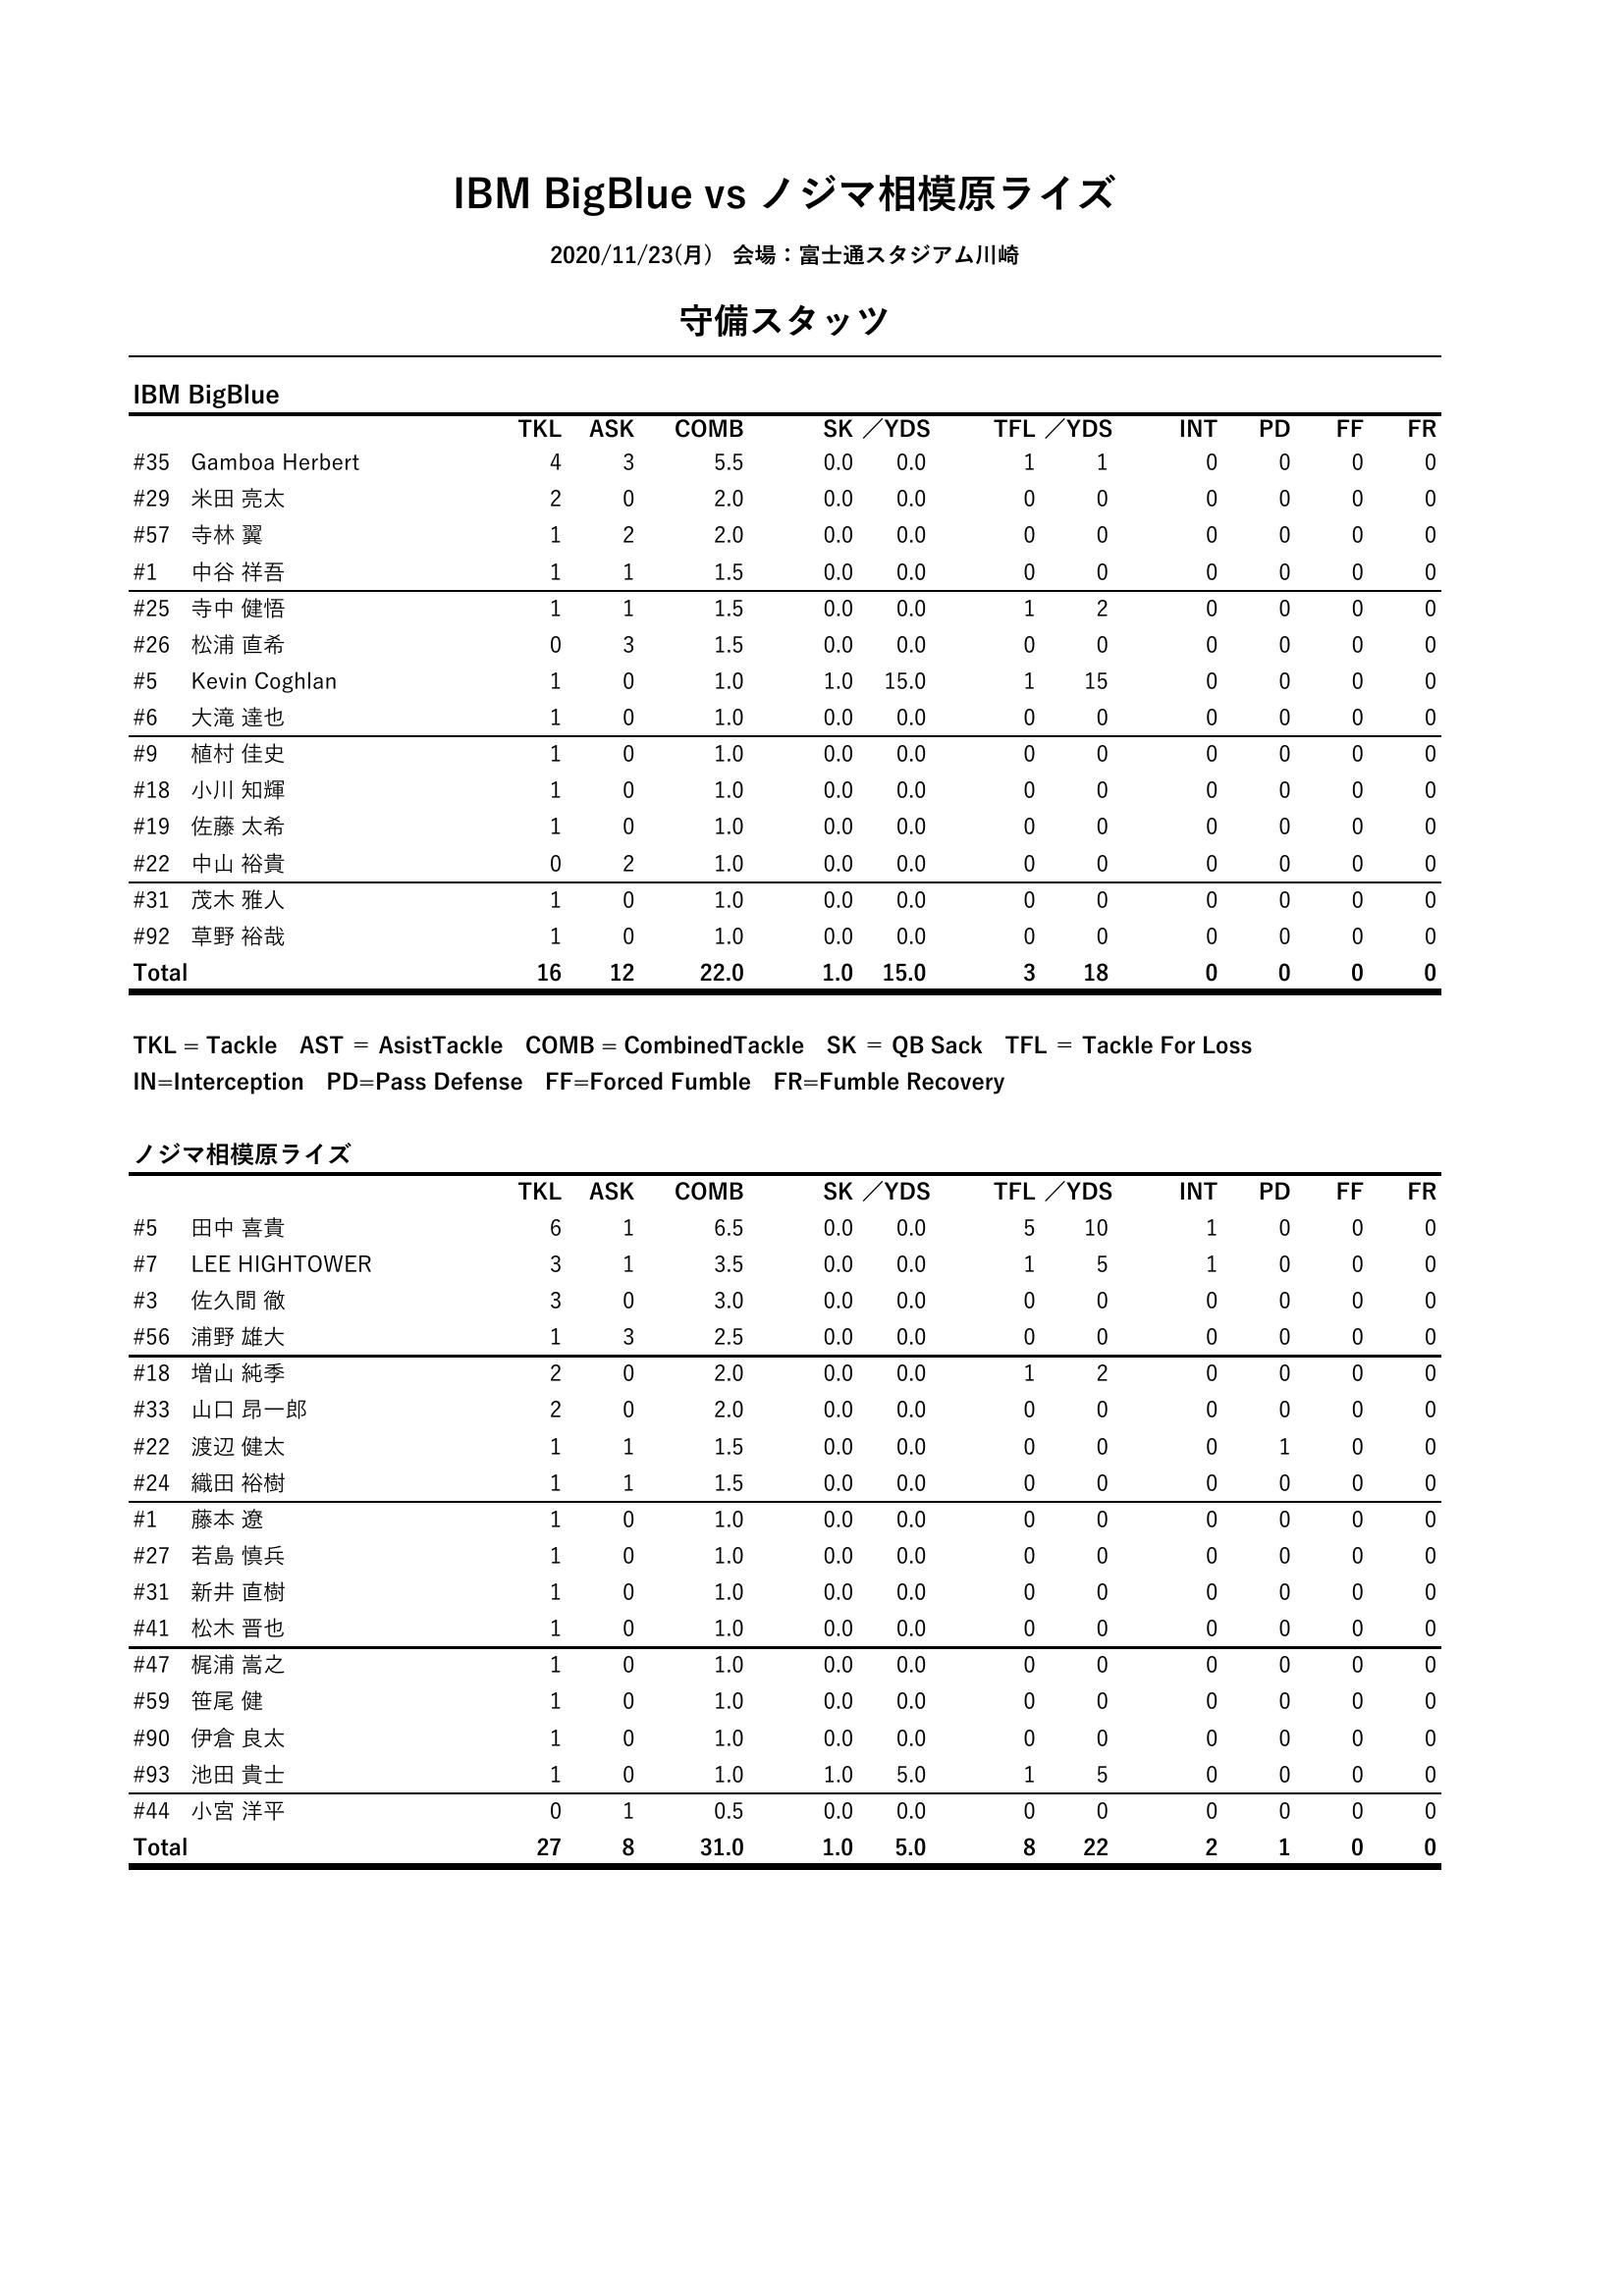 IBM BigBlue vs ノジマ相模原ライズ
2020/11/23(月) 会場：富士通スタジアム川崎
守備スタッツ
IBM BigBlue
TKL ASK COMB SK ／YDS TFL ／YDS INT PD FF FR
#35 Gamboa Herbert 4 3 5.5 0.0 0.0 1 1 0 0 0 0
#29 米田 亮太 2 0 2.0 0.0 0.0 0 0 0 0 0 0
#57 寺林 翼 1 2 2.0 0.0 0.0 0 0 0 0 0 0
#1 中谷 祥吾 1 1 1.5 0.0 0.0 0 0 0 0 0 0
#25 寺中 健悟 1 1 1.5 0.0 0.0 1 2 0 0 0 0
#26 松浦 直希 0 3 1.5 0.0 0.0 0 0 0 0 0 0
#5 Kevin Coghlan 1 0 1.0 1.0 15.0 1 15 0 0 0 0
#6 大滝 達也 1 0 1.0 0.0 0.0 0 0 0 0 0 0
#9 植村 佳史 1 0 1.0 0.0 0.0 0 0 0 0 0 0
#18 小川 知輝 1 0 1.0 0.0 0.0 0 0 0 0 0 0
#19 佐藤 太希 1 0 1.0 0.0 0.0 0 0 0 0 0 0
#22 中山 裕貴 0 2 1.0 0.0 0.0 0 0 0 0 0 0
#31 茂木 雅人 1 0 1.0 0.0 0.0 0 0 0 0 0 0
#92 草野 裕哉 1 0 1.0 0.0 0.0 0 0 0 0 0 0
Total 16 12 22.0 1.0 15.0 3 18 0 0 0 0
TKL = Tackle AST = AsistTackle COMB = CombinedTackle SK = QB Sack TFL = Tackle For Loss
IN=Interception PD=Pass Defense FF=Forced Fumble FR=Fumble Recovery
ノジマ相模原ライズ
TKL ASK COMB SK ／YDS TFL ／YDS INT PD FF FR
#5 田中 喜貴 6 1 6.5 0.0 0.0 5 10 1 0 0 0
#7 LEE HIGHTOWER 3 1 3.5 0.0 0.0 1 5 1 0 0 0
#3 佐久間 徹 3 0 3.0 0.0 0.0 0 0 0 0 0 0
#56 浦野 雄大 1 3 2.5 0.0 0.0 0 0 0 0 0 0
#18 増山 純季 2 0 2.0 0.0 0.0 1 2 0 0 0 0
#33 山口 昂一郎 2 0 2.0 0.0 0.0 0 0 0 0 0 0
#22 渡辺 健太 1 1 1.5 0.0 0.0 0 0 0 1 0 0
#24 織田 裕樹 1 1 1.5 0.0 0.0 0 0 0 0 0 0
#1 藤本 遼 1 0 1.0 0.0 0.0 0 0 0 0 0 0
#27 若島 慎兵 1 0 1.0 0.0 0.0 0 0 0 0 0 0
#31 新井 直樹 1 0 1.0 0.0 0.0 0 0 0 0 0 0
#41 松木 晋也 1 0 1.0 0.0 0.0 0 0 0 0 0 0
#47 梶浦 嵩之 1 0 1.0 0.0 0.0 0 0 0 0 0 0
#59 笹尾 健 1 0 1.0 0.0 0.0 0 0 0 0 0 0
#90 伊倉 良太 1 0 1.0 0.0 0.0 0 0 0 0 0 0
#93 池田 貴士 1 0 1.0 1.0 5.0 1 5 0 0 0 0
#44 小宮 洋平 0 1 0.5 0.0 0.0 0 0 0 0 0 0
Total 27 8 31.0 1.0 5.0 8 22 2 1 0 0